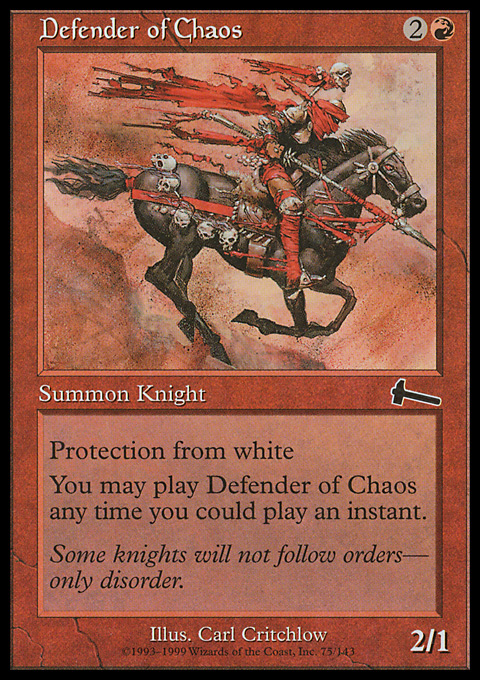 Defender of Chaos 2
Summon Knight
Protection from white
You may play Defender of Chaos
any time you could play an instant.
Some knights will not follow orders—
only disorder.
Illus. Carl Critchlow
©1993–1999 Wizards of the Coast, Inc. 75/143
2/1